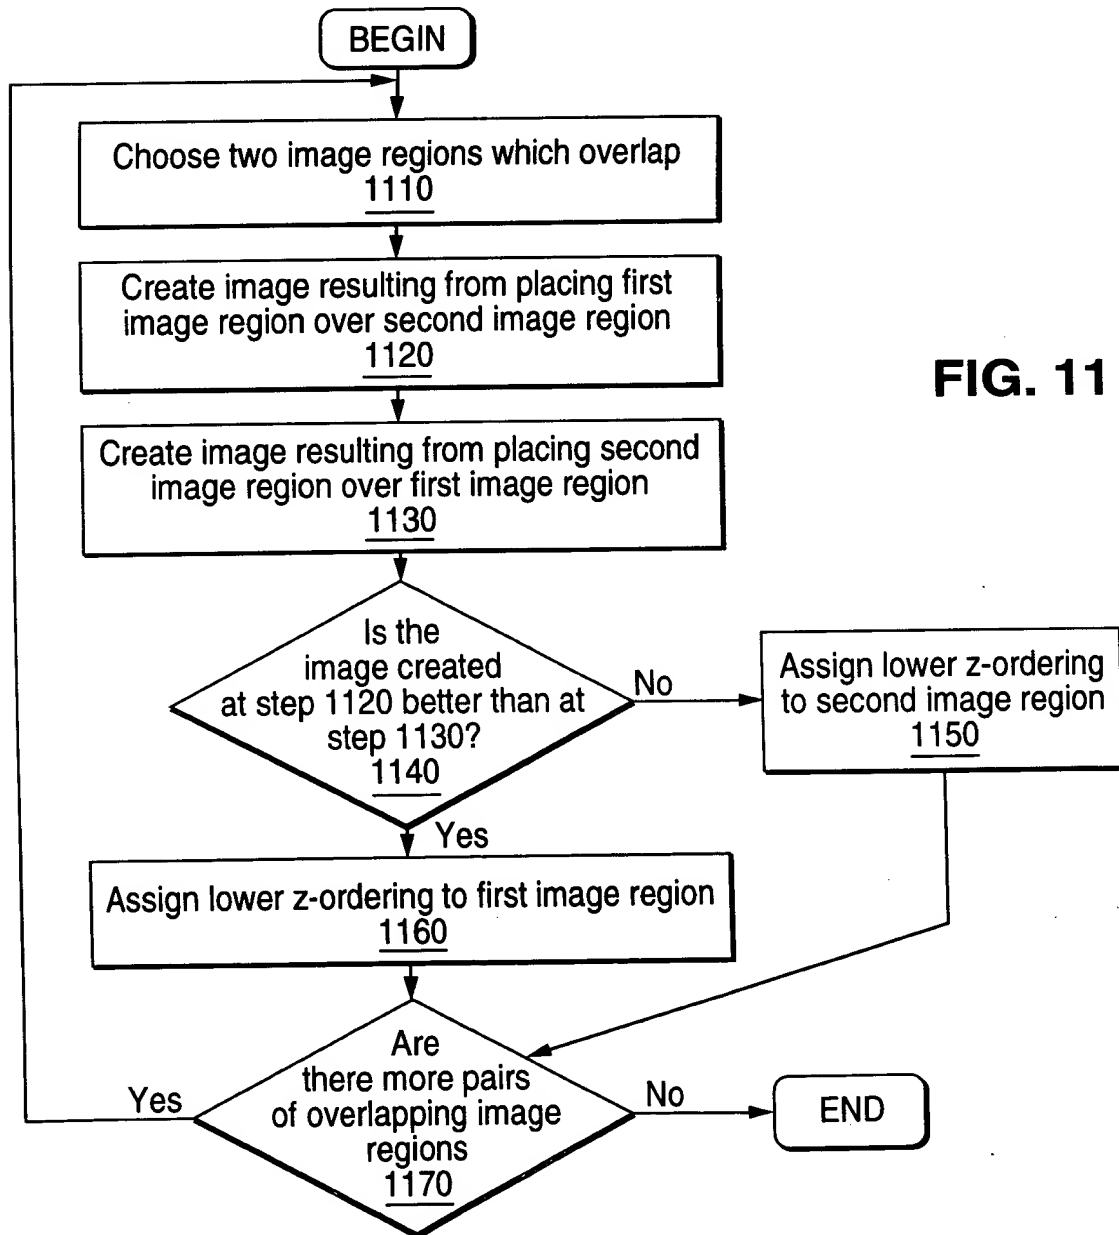 BEGIN
Choose two image regions which overlap
1110
Create image resulting from placing first
image region over second image region
1120
FIG. 11
Create image resulting from placing second
image region over first image region
1130
Is the
image created
at step 1120 better than at
step 1130?
1140
No
Assign lower z-ordering
to second image region
1150
Yes
Assign lower z-ordering to first image region
1160
Are
there more pairs
of overlapping image
regions
1170
Yes
No
END